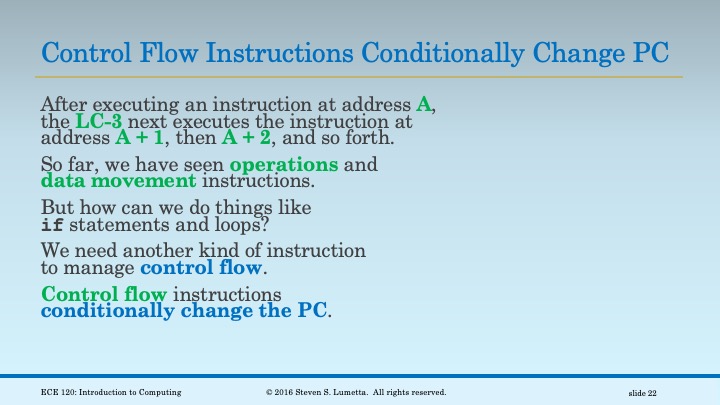 Control Flow Instructions Conditionally Change PC
After executing an instruction at address A,
the LC-3 next executes the instruction at
address A + 1, then A + 2, and so forth.
So far, we have seen operations and
data movement instructions.
But how can we do things like
if statements and loops?
We need another kind of instruction
to manage control flow.
Control flow instructions
conditionally change the PC.
ECE 120: Introduction to Computing
© 2016 Steven S. Lumetta.  All rights reserved.
slide 22